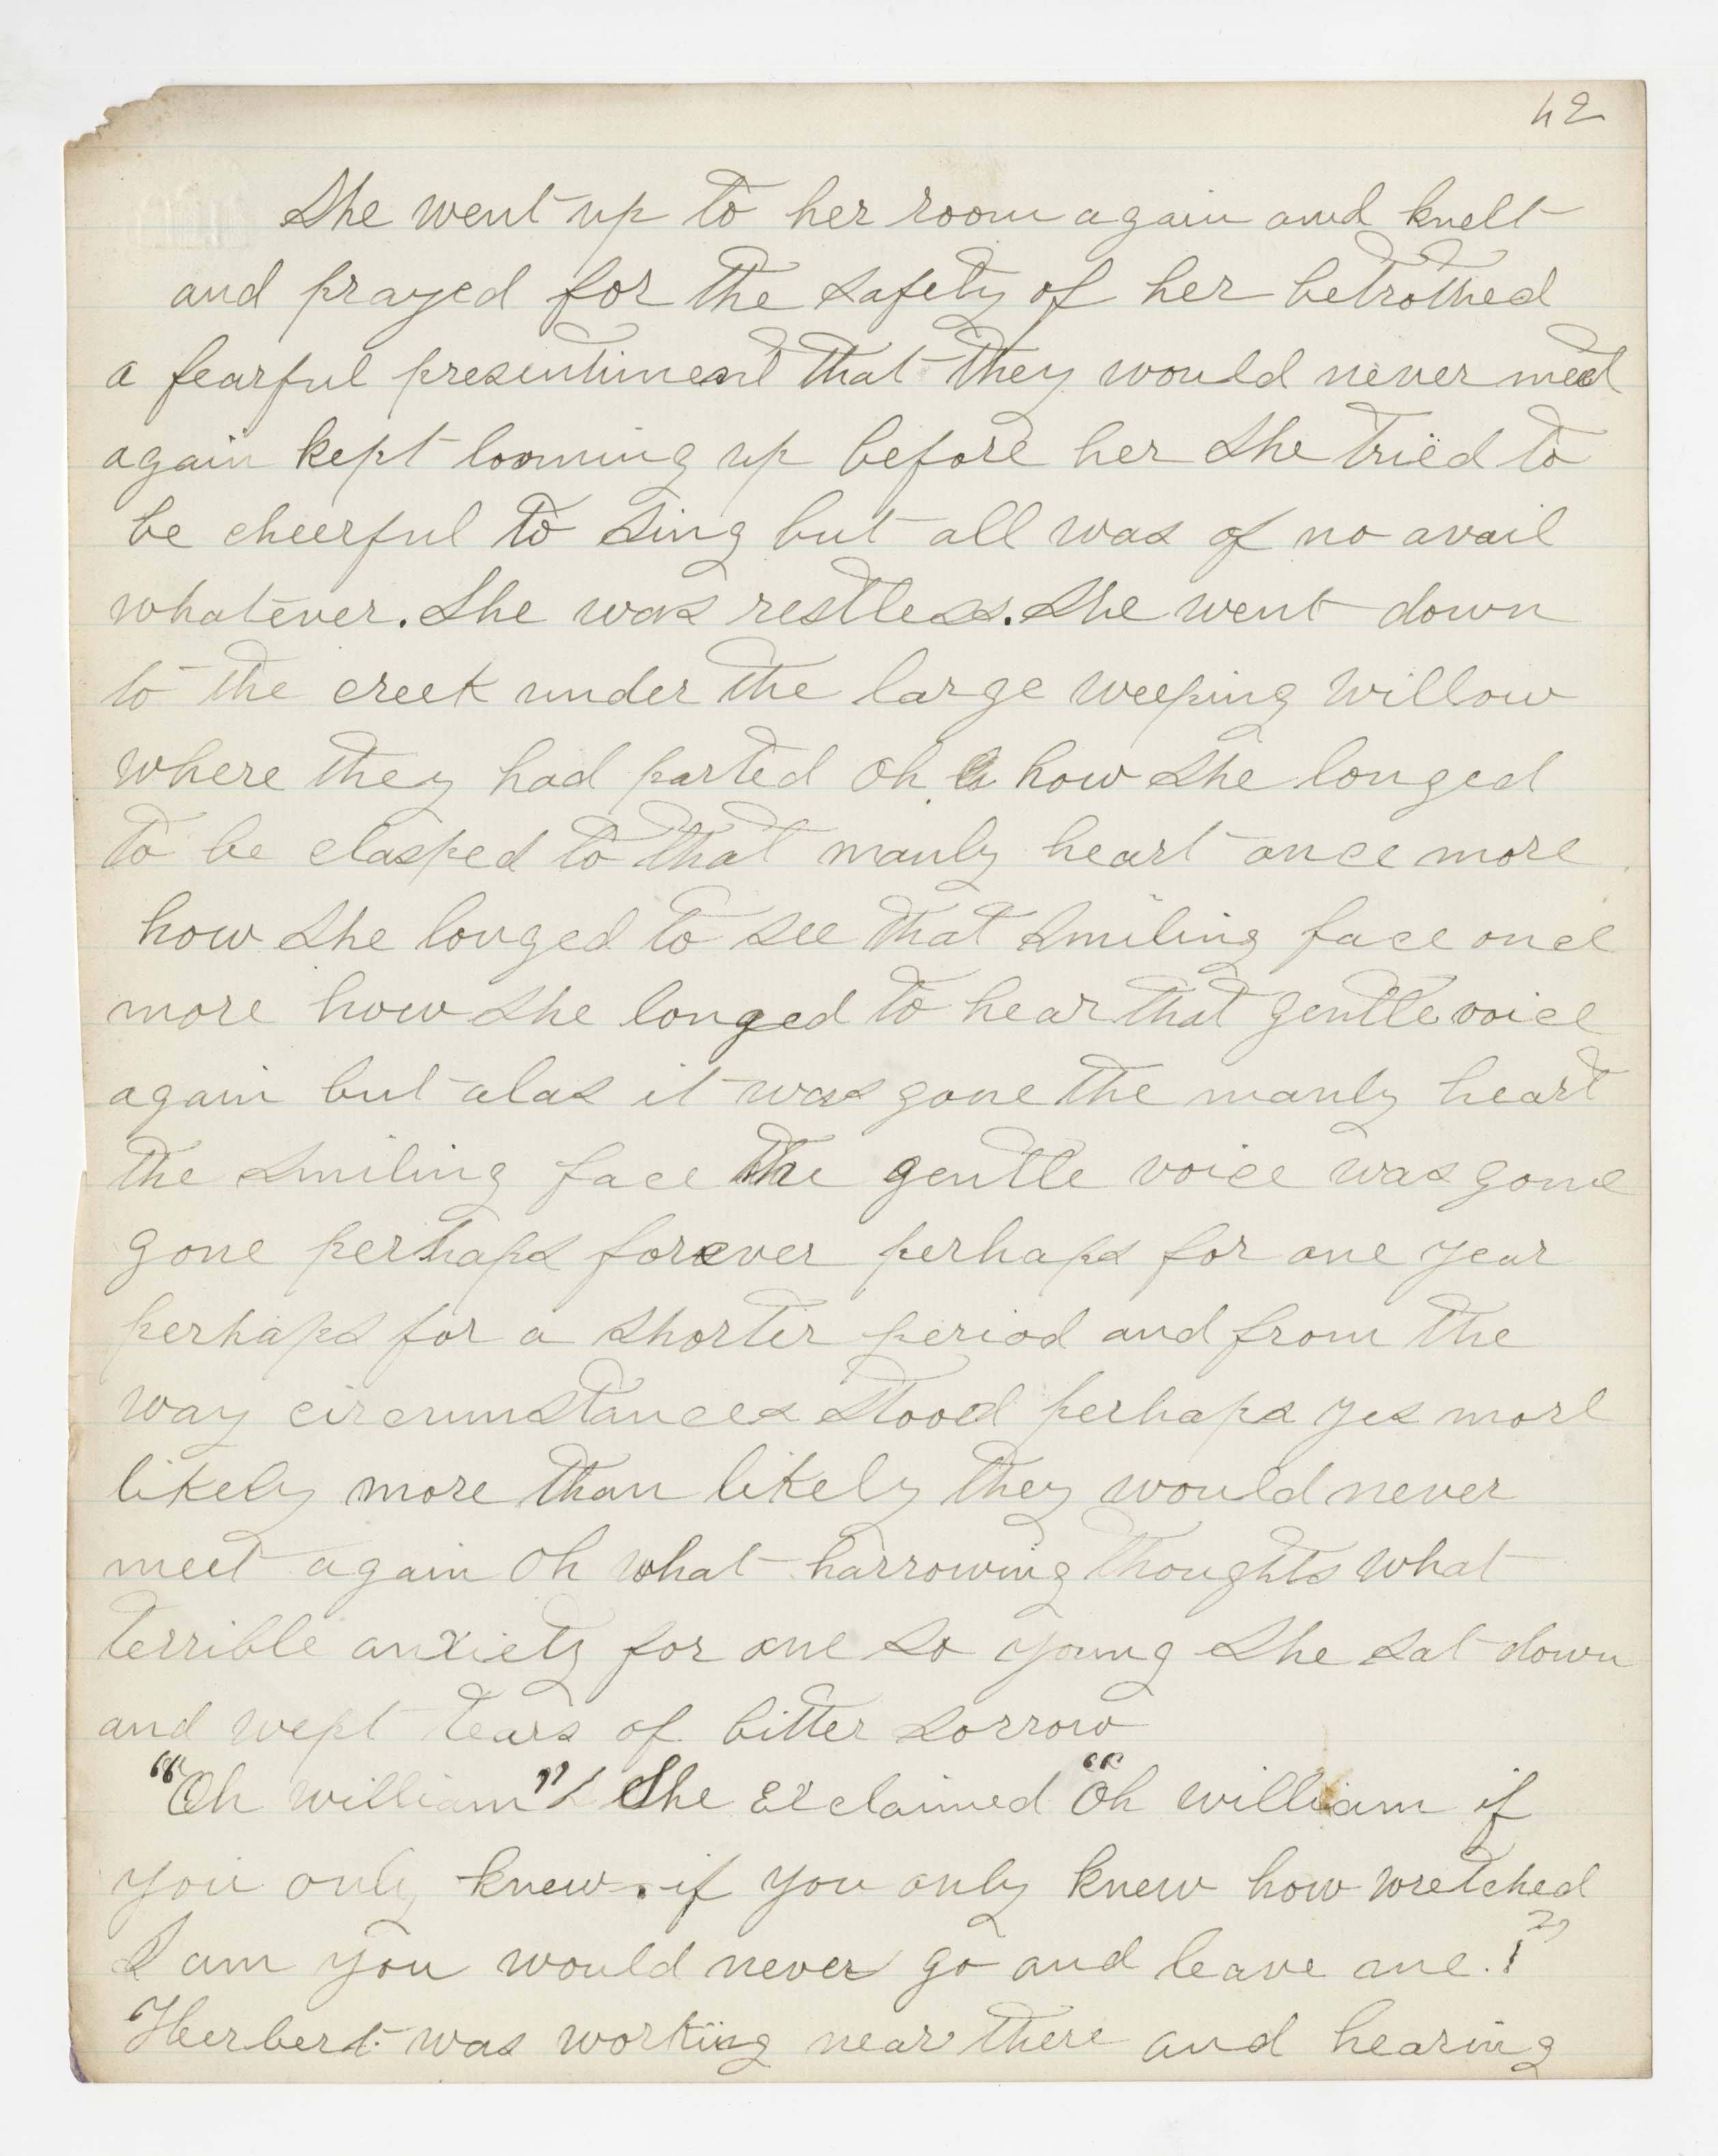 42
She went up to her room again and knelt
and prayed for the safety of her betrothed
a fearful presentiment that they would never meet
again kept looming up before her She tried to
be cheerful to sing but all was of no avail
whatever. She was restless. She went down
to the creek under the large weeping willow
where they had parted Oh how she longed
to be clasped to that manly heart once more
how she longed to see that smiling face once
more how she longed to hear that gentle voice
again but alas it was gone the manly heart
the smiling face the gentle voice was gone
gone perhaps forever perhaps for one year
perhaps for a shorter period and from the
way circumstances stood perhaps yes more
likely more than likely they would never
meet again Oh what harrowing thoughts what
terrible anxiety for one so young She sat down
and wept tears of bitter sorrow
"Oh william" She Exclaimed "Oh william if
you only knew. if you only knew how wretched
I am you would never go and leave me.!"
Herbert was working near there and hearing